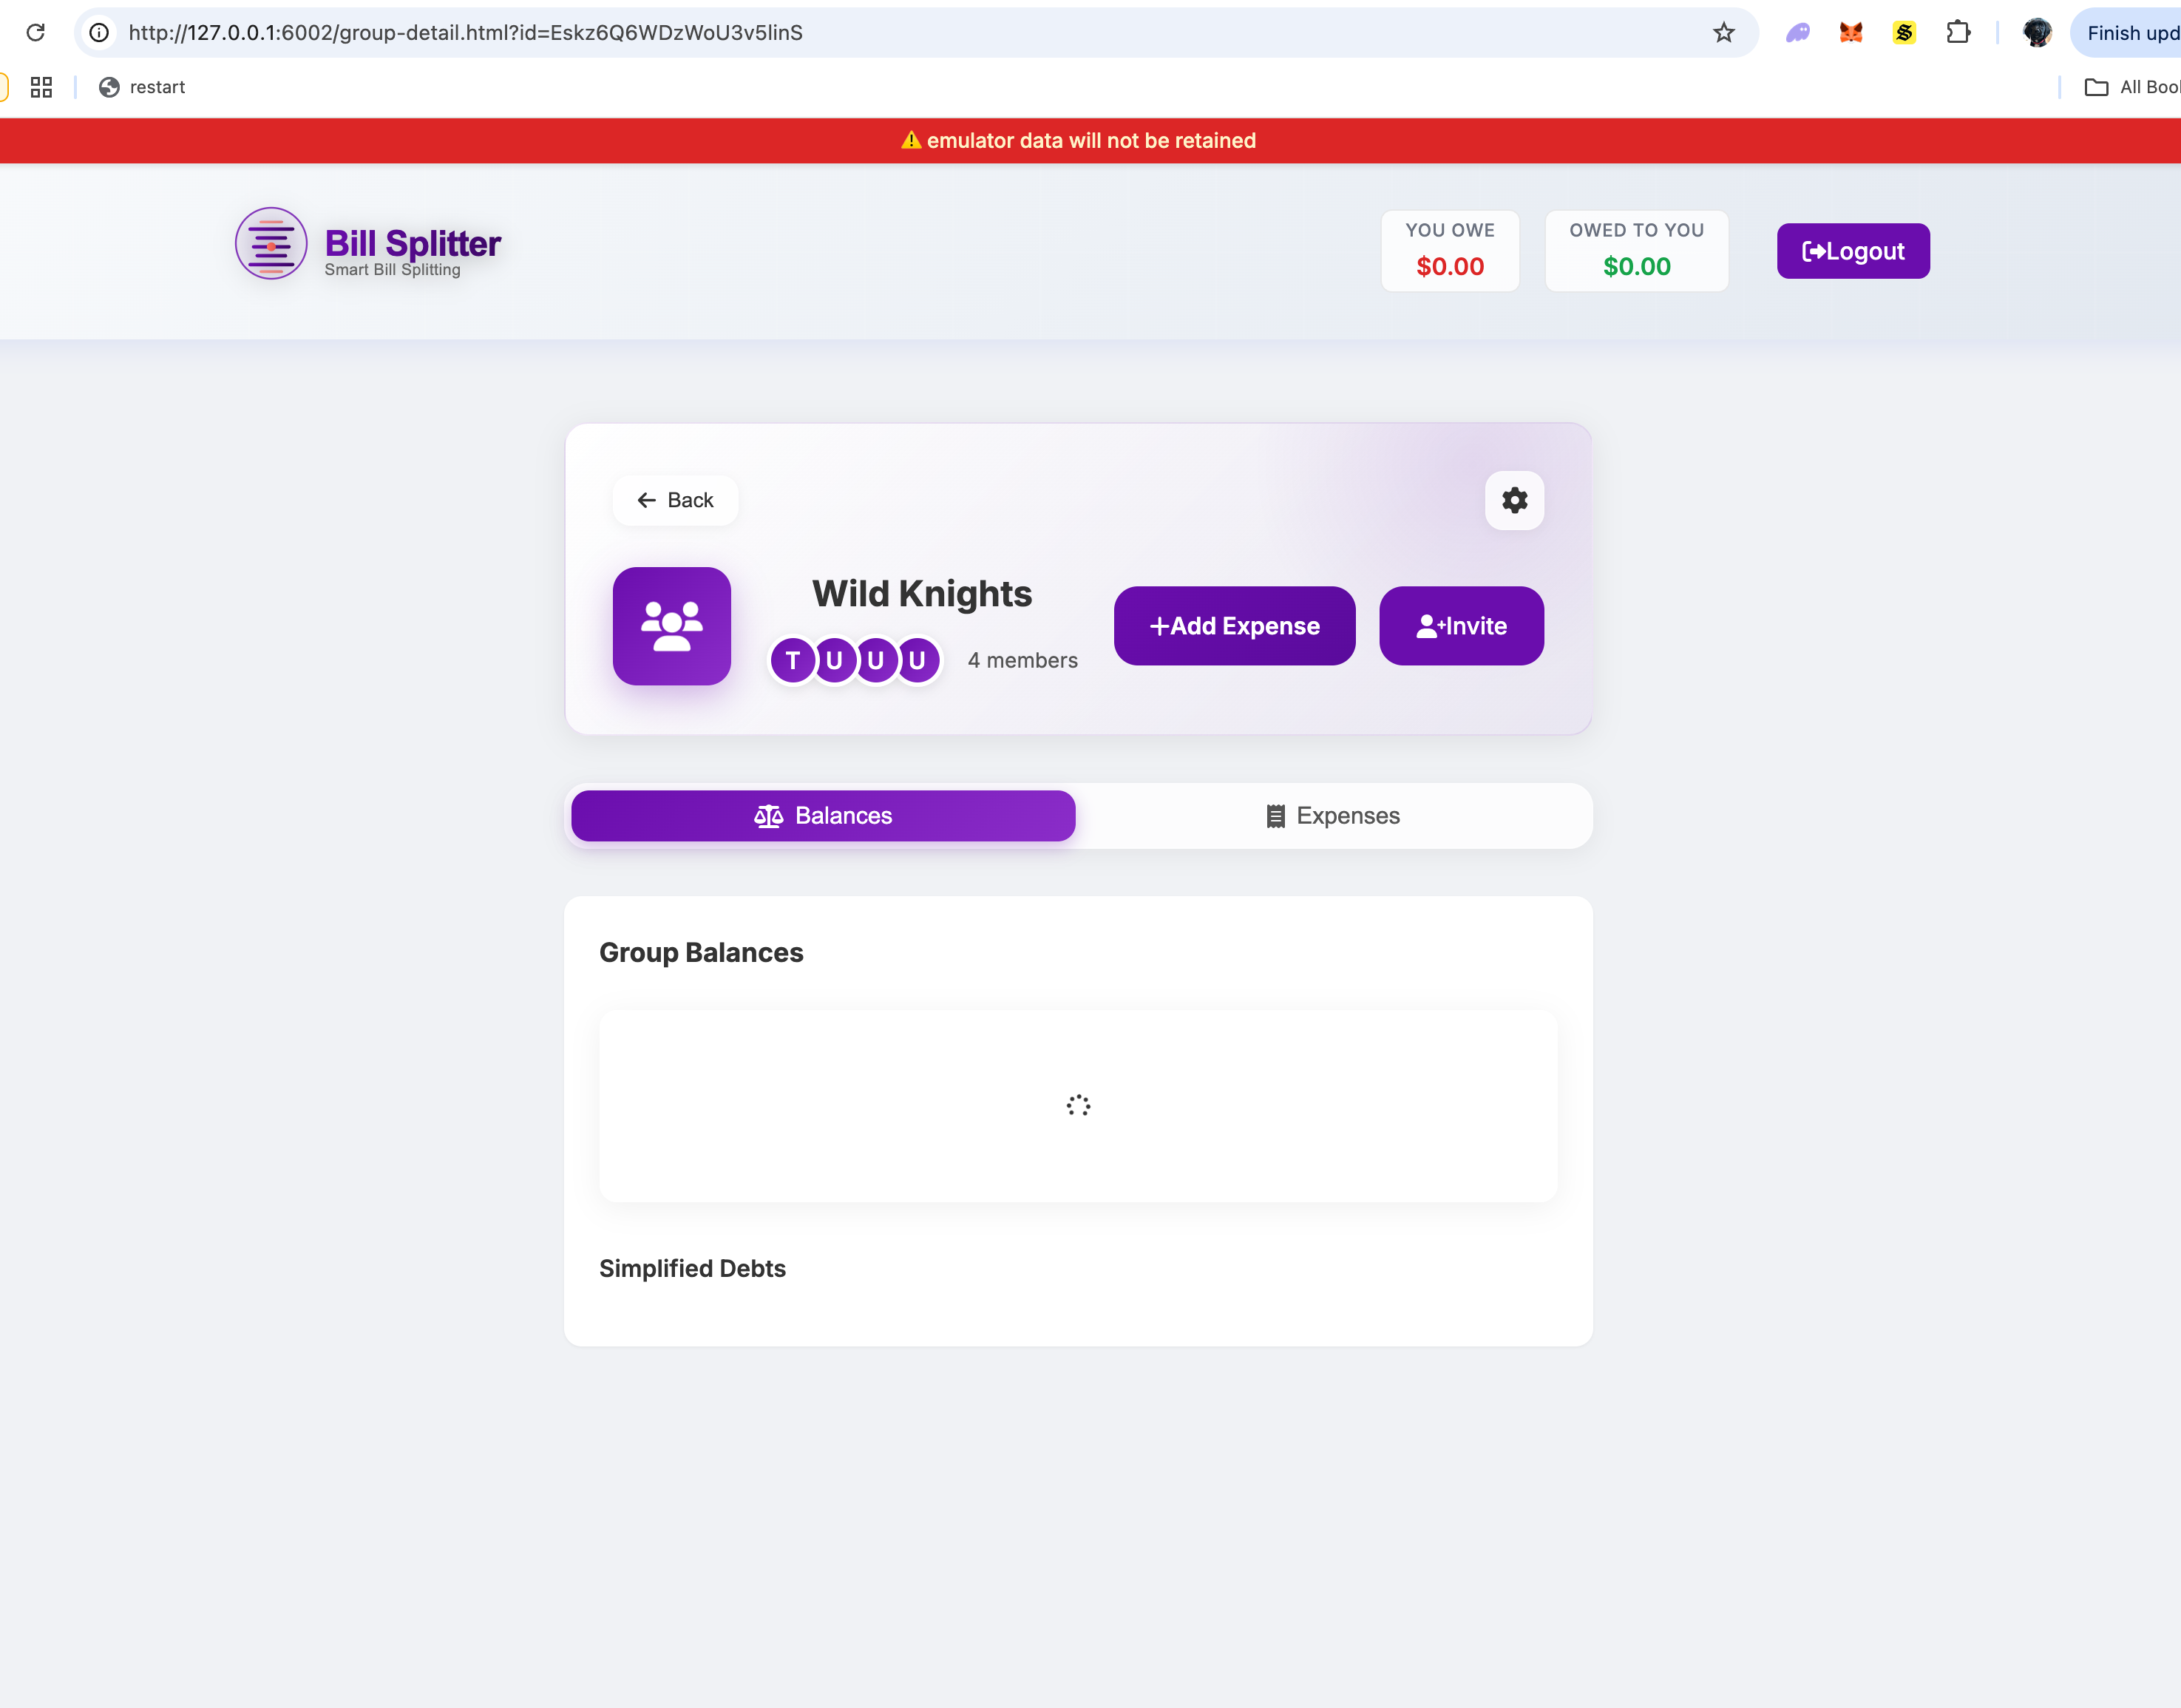 http://127.0.0.1:6002/group-detail.html?id=Eskz6Q6WDzWoU3v5linS
Finish upd
restart
All Bool
⚠ emulator data will not be retained
Bill Splitter
Smart Bill Splitting
YOU OWE
$0.00
OWED TO YOU
$0.00
Logout
Back
Wild Knights
T U U U 4 members
+Add Expense
Invite
Balances
Expenses
Group Balances
Simplified Debts